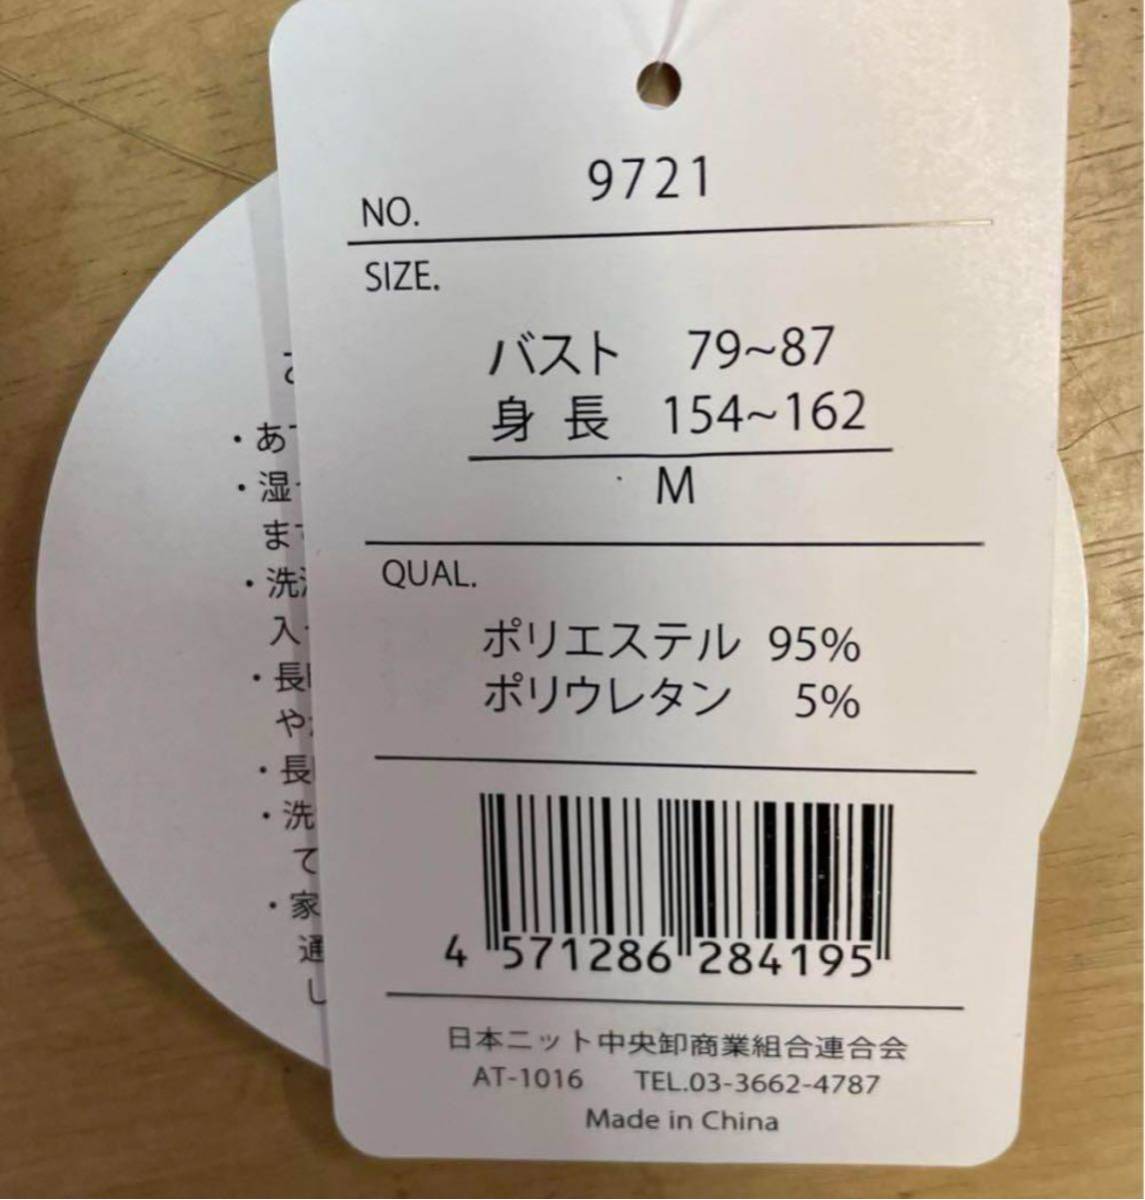 9721
NO.
SIZE.
バスト 79~87
身長 154~162
M
QUAL.
ポリエステル 95%
ポリウレタン 5%
4 571286 284195
日本ニット中央卸商業組合連合会
AT-1016 TEL.03-3662-4787
Made in China
・あ
・湿
ま
・洗
入
・長
や
・長
・洗
て
・家
通
し